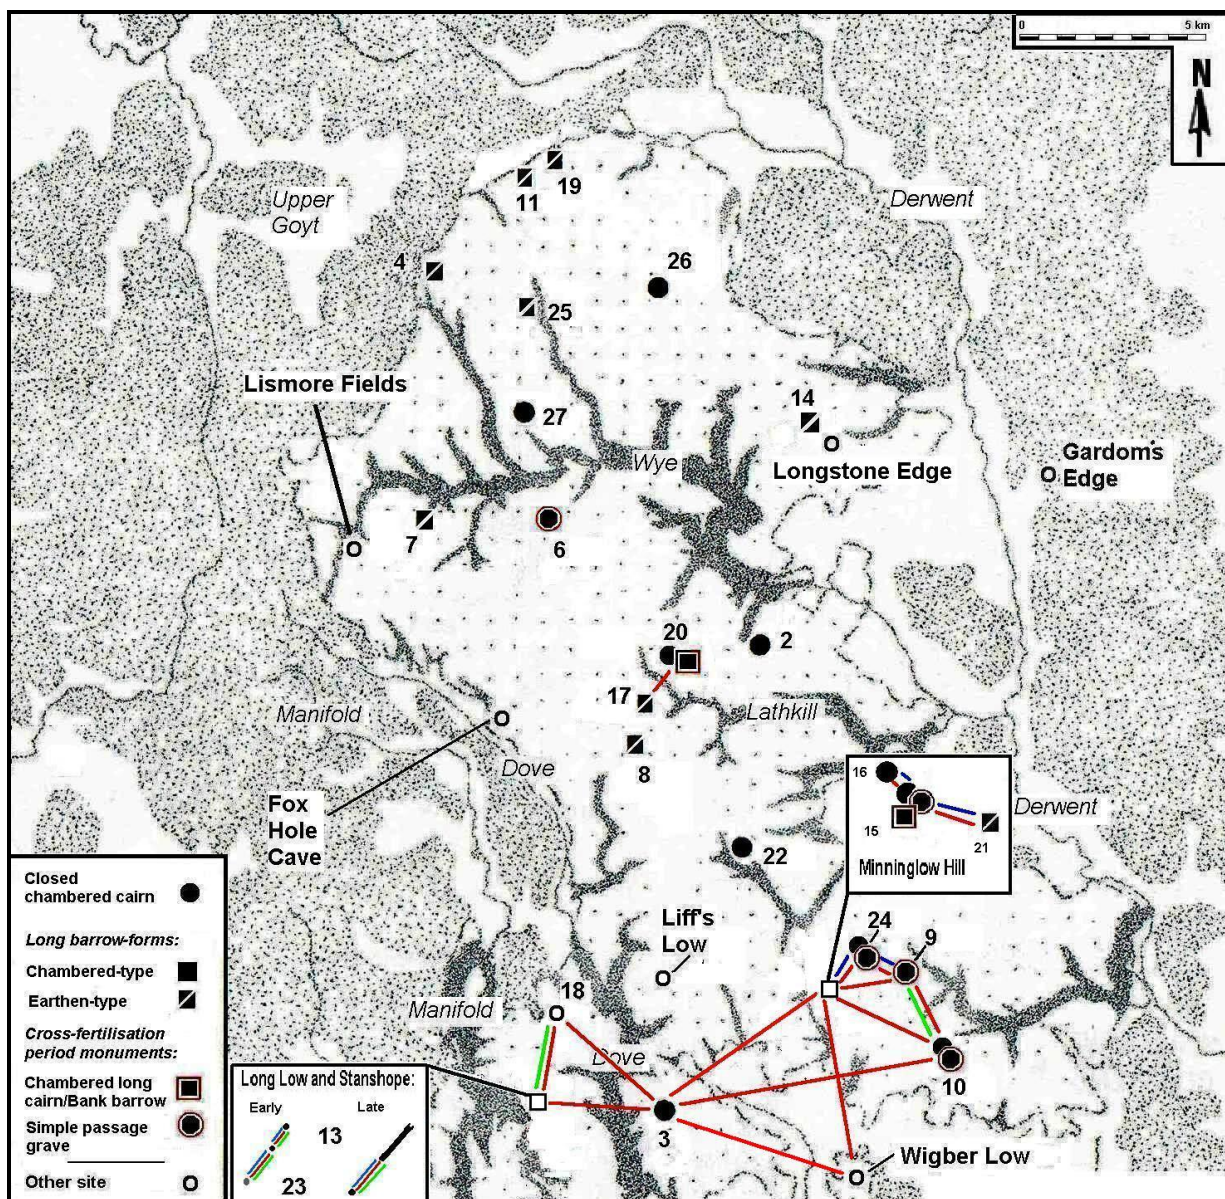 0 5 km
N
Upper
Goyt
19
11
Derwent
4
26
25
Lismore Fields
27
14
Wye
Longstone Edge
Gardom's
Edge
7
6
20
2
17
Manifold
Lathkill
8
Dove
Fox
Hole
Cave
16
Derwent
15
21
Minninglow Hill
22
Liff's
Low
24
9
18
Manifold
Dove
10
3
Wigber Low
Closed
chambered cairn
Long barrow-forms:
Chambered-type
Earthen-type
Cross-fertilisation
period monuments:
Chambered long
cairn/Bank barrow
Simple passage
grave
Other site
Long Low and Stanshope:
Early Late
13
23